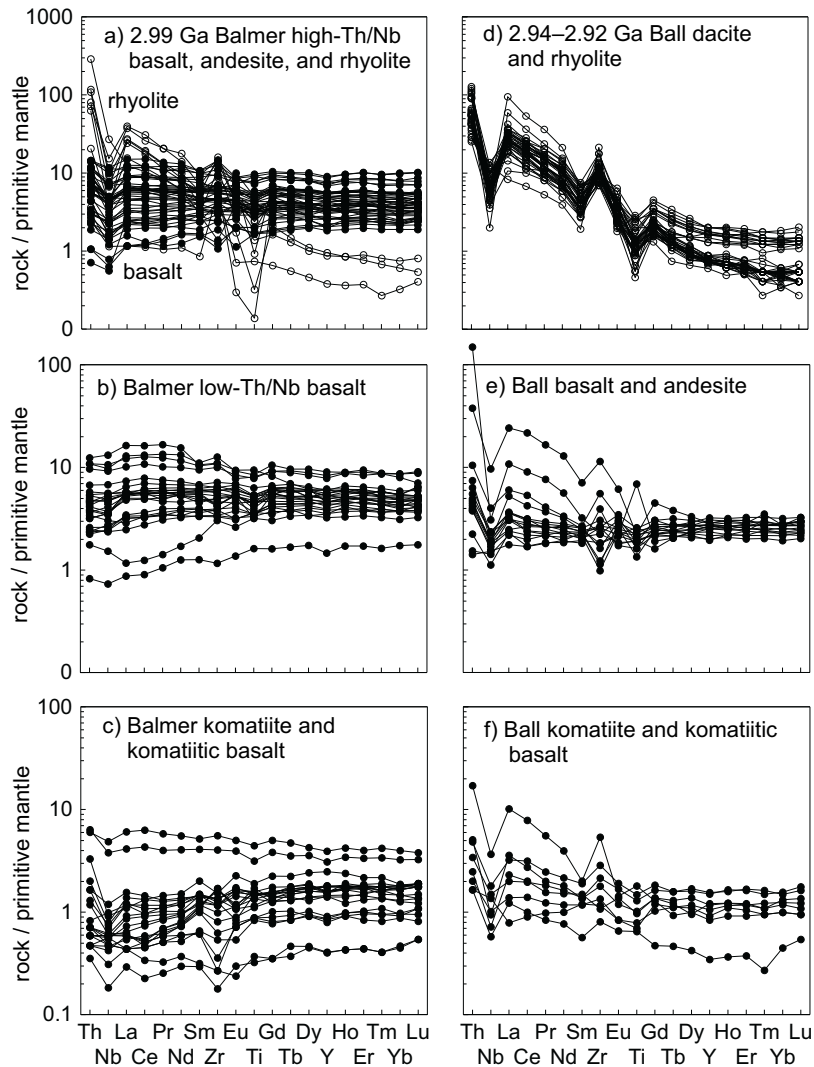 1000
100
10
1
0
rock / primitive mantle
a) 2.99 Ga Balmer high-Th/Nb
basalt, andesite, and rhyolite
rhyolite
basalt
d) 2.94–2.92 Ga Ball dacite
and rhyolite
100
10
1
0
rock / primitive mantle
b) Balmer low-Th/Nb basalt
e) Ball basalt and andesite
100
10
1
0.1
rock / primitive mantle
c) Balmer komatiite and
komatiitic basalt
f) Ball komatiite and komatiitic
basalt
Th La Pr Sm Eu Gd Dy Ho Tm Lu
Nb Ce Nd Zr Ti Tb Y Er Yb
Th La Pr Sm Eu Gd Dy Ho Tm Lu
Nb Ce Nd Zr Ti Tb Y Er Yb